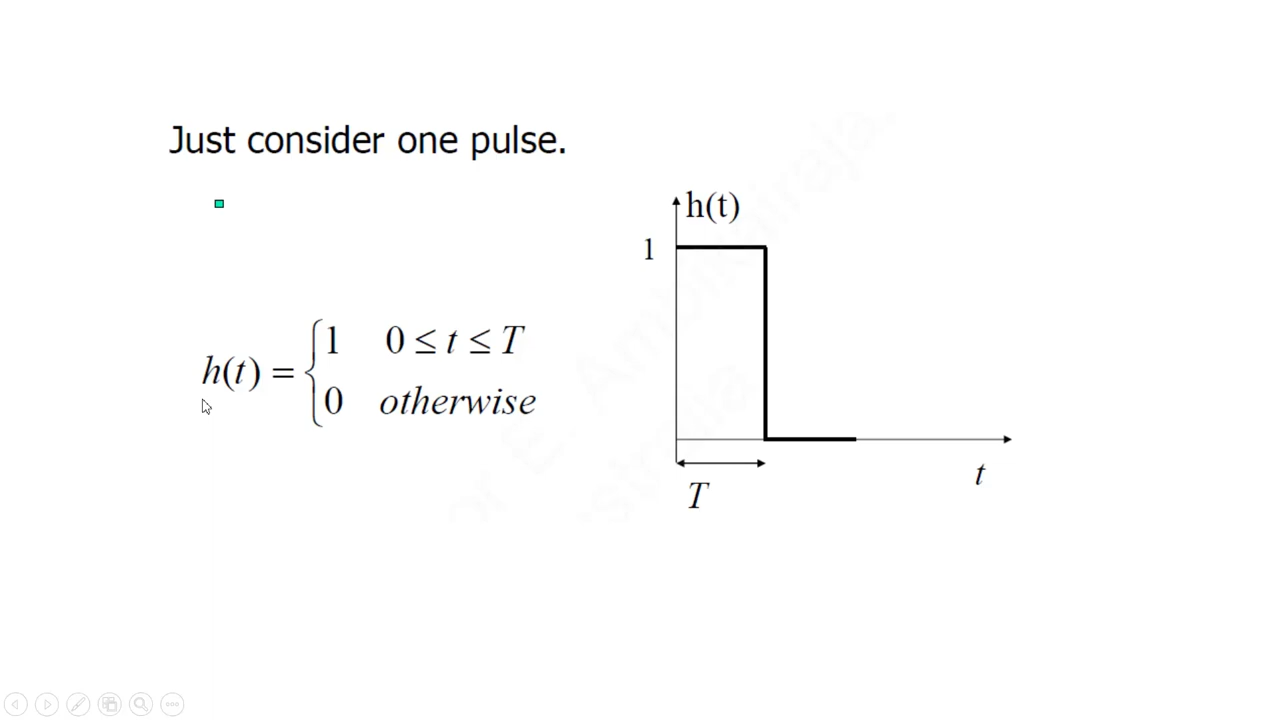 Just consider one pulse.
h(t)
1
h(t) = { 1 0 ≤ t ≤ T
0 otherwise
t
T